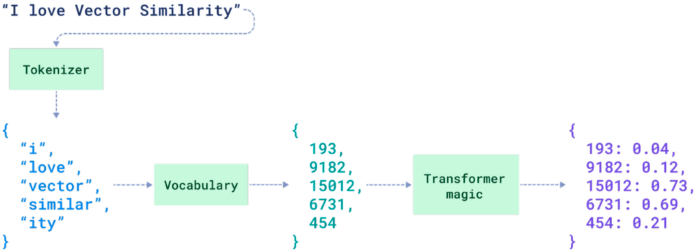 “I love Vector Similarity”
Tokenizer
{
“i”,
“love”,
“vector”,
“similar”,
“ity”
}
Vocabulary
{
193,
9182,
15012,
6731,
454
}
Transformer
magic
{
193: 0.04,
9182: 0.12,
15012: 0.73,
6731: 0.69,
454: 0.21
}